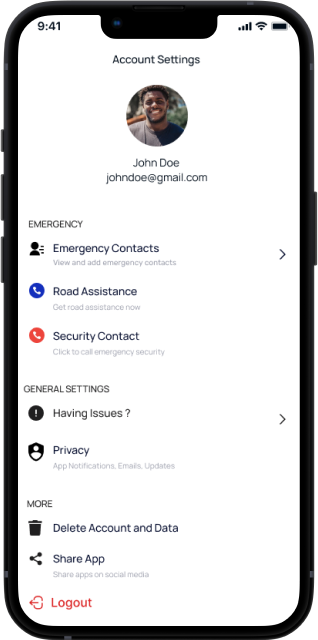 9:41
Account Settings
John Doe
johndoe@gmail.com
EMERGENCY
Emergency Contacts
View and add emergency contacts
Road Assistance
Get road assistance now
Security Contact
Click to call emergency security
GENERAL SETTINGS
Having Issues ?
Privacy
App Notifications, Emails, Updates
MORE
Delete Account and Data
Share App
Share apps on social media
Logout